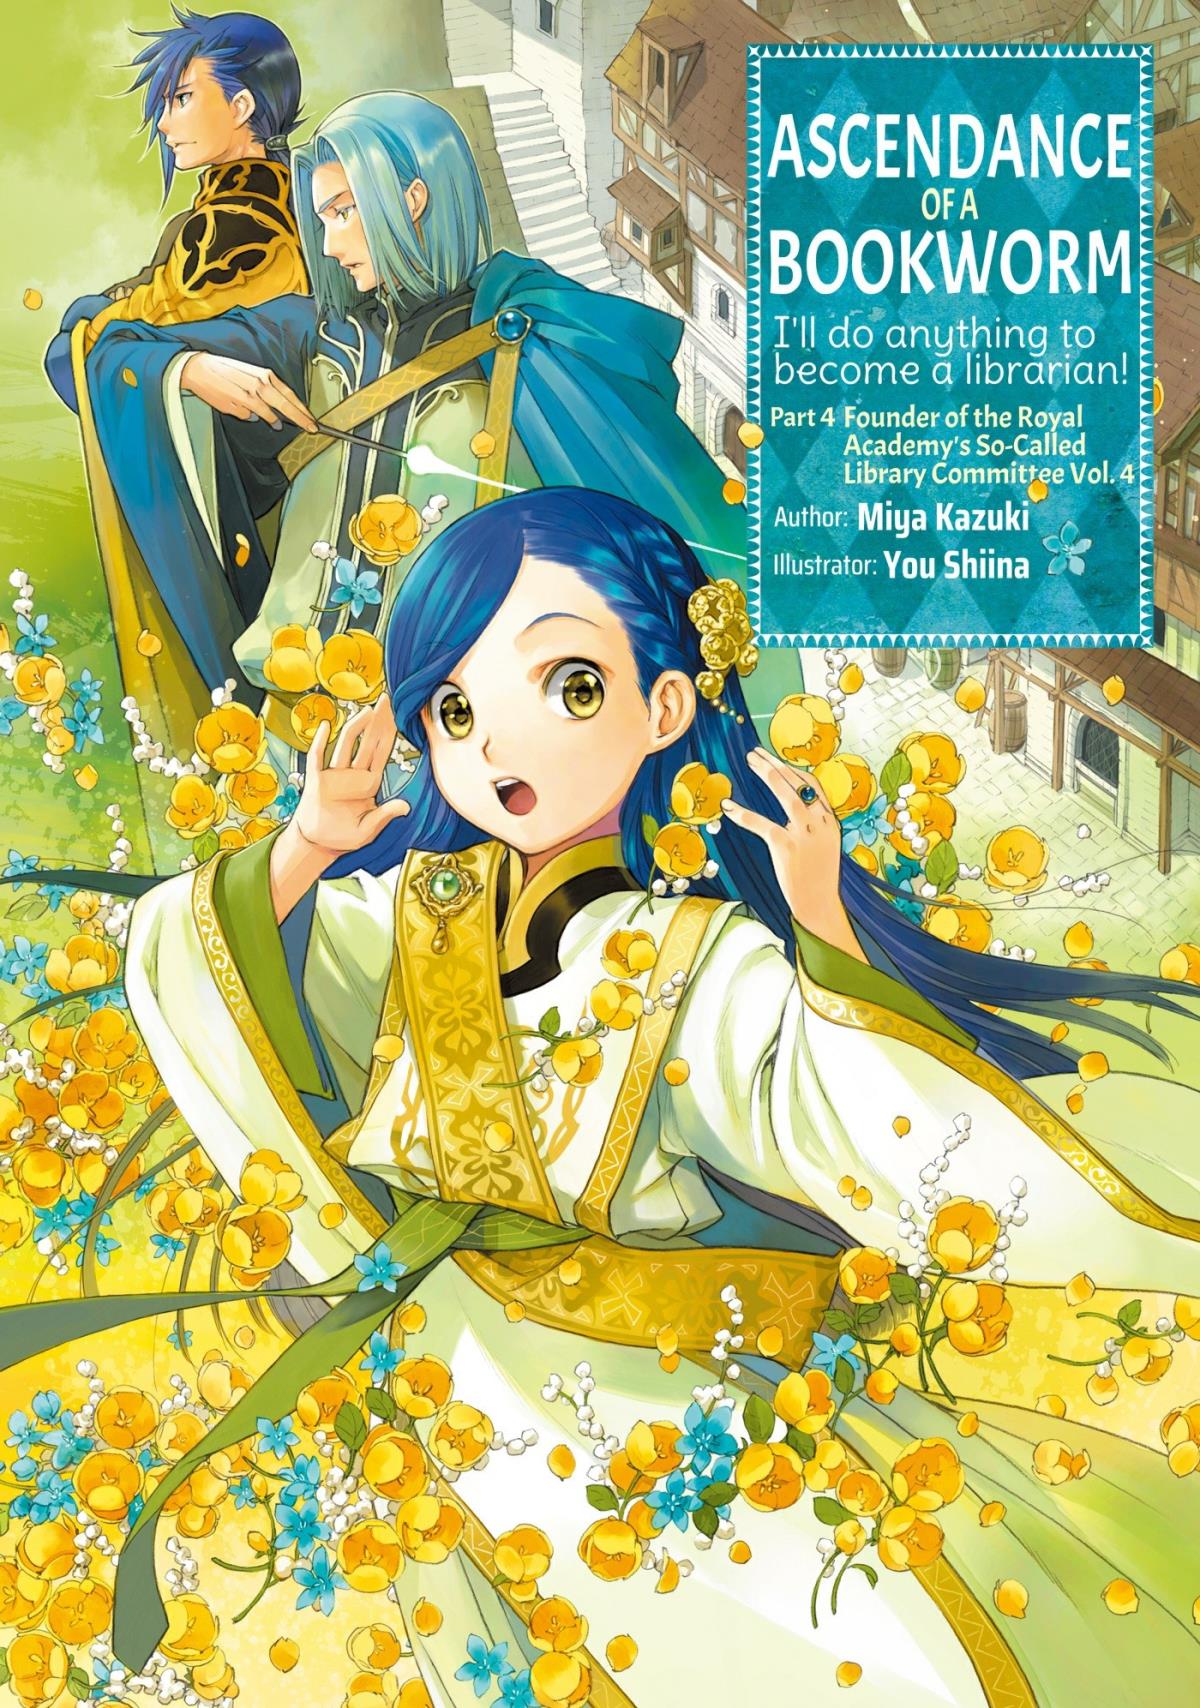 ASCENDANCE
OF A
BOOKWORM
I'll do anything to
become a librarian!
Part 4 Founder of the Royal
Academy's So-Called
Library Committee Vol. 4
Author: Miya Kazuki
Illustrator: You Shiina